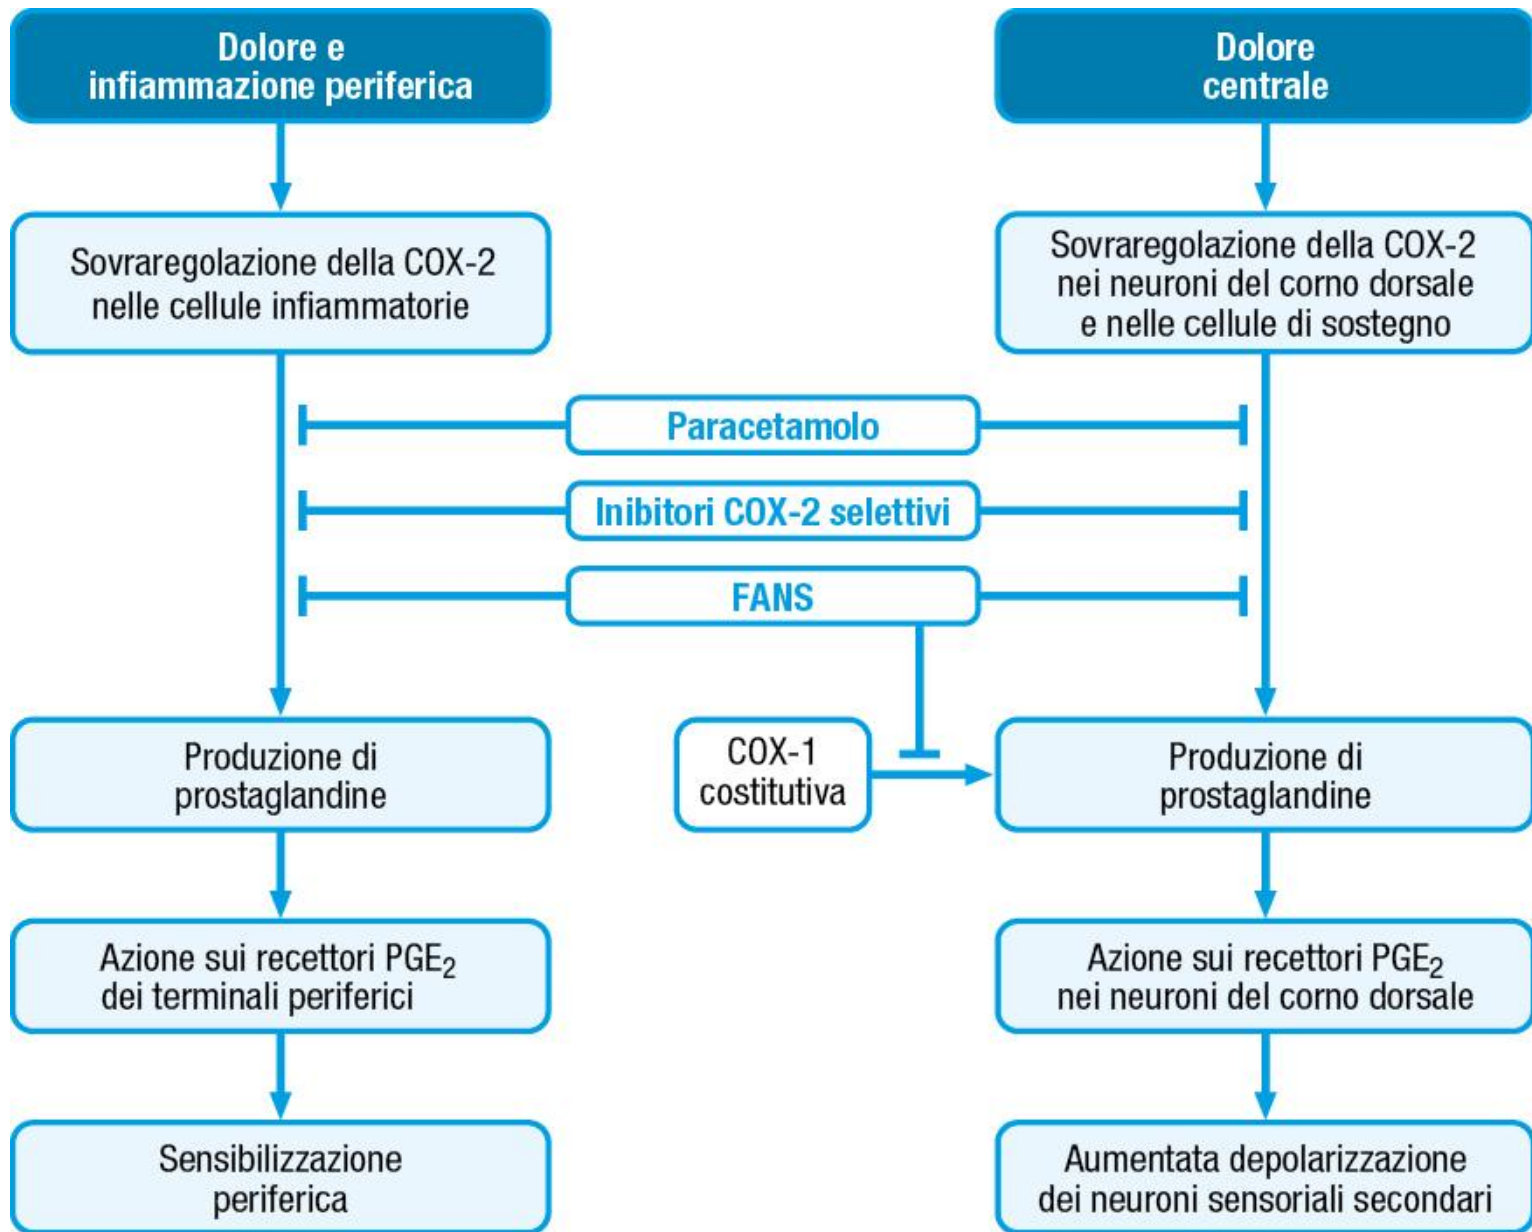 Dolore e
infiammazione periferica
Dolore
centrale
Sovraregolazione della COX-2
nelle cellule infiammatorie
Sovraregolazione della COX-2
nei neuroni del corno dorsale
e nelle cellule di sostegno
Paracetamolo
Inibitori COX-2 selettivi
FANS
Produzione di
prostaglandine
COX-1
costitutiva
Produzione di
prostaglandine
Azione sui recettori PGE₂
dei terminali periferici
Azione sui recettori PGE₂
nei neuroni del corno dorsale
Sensibilizzazione
periferica
Aumentata depolarizzazione
dei neuroni sensoriali secondari